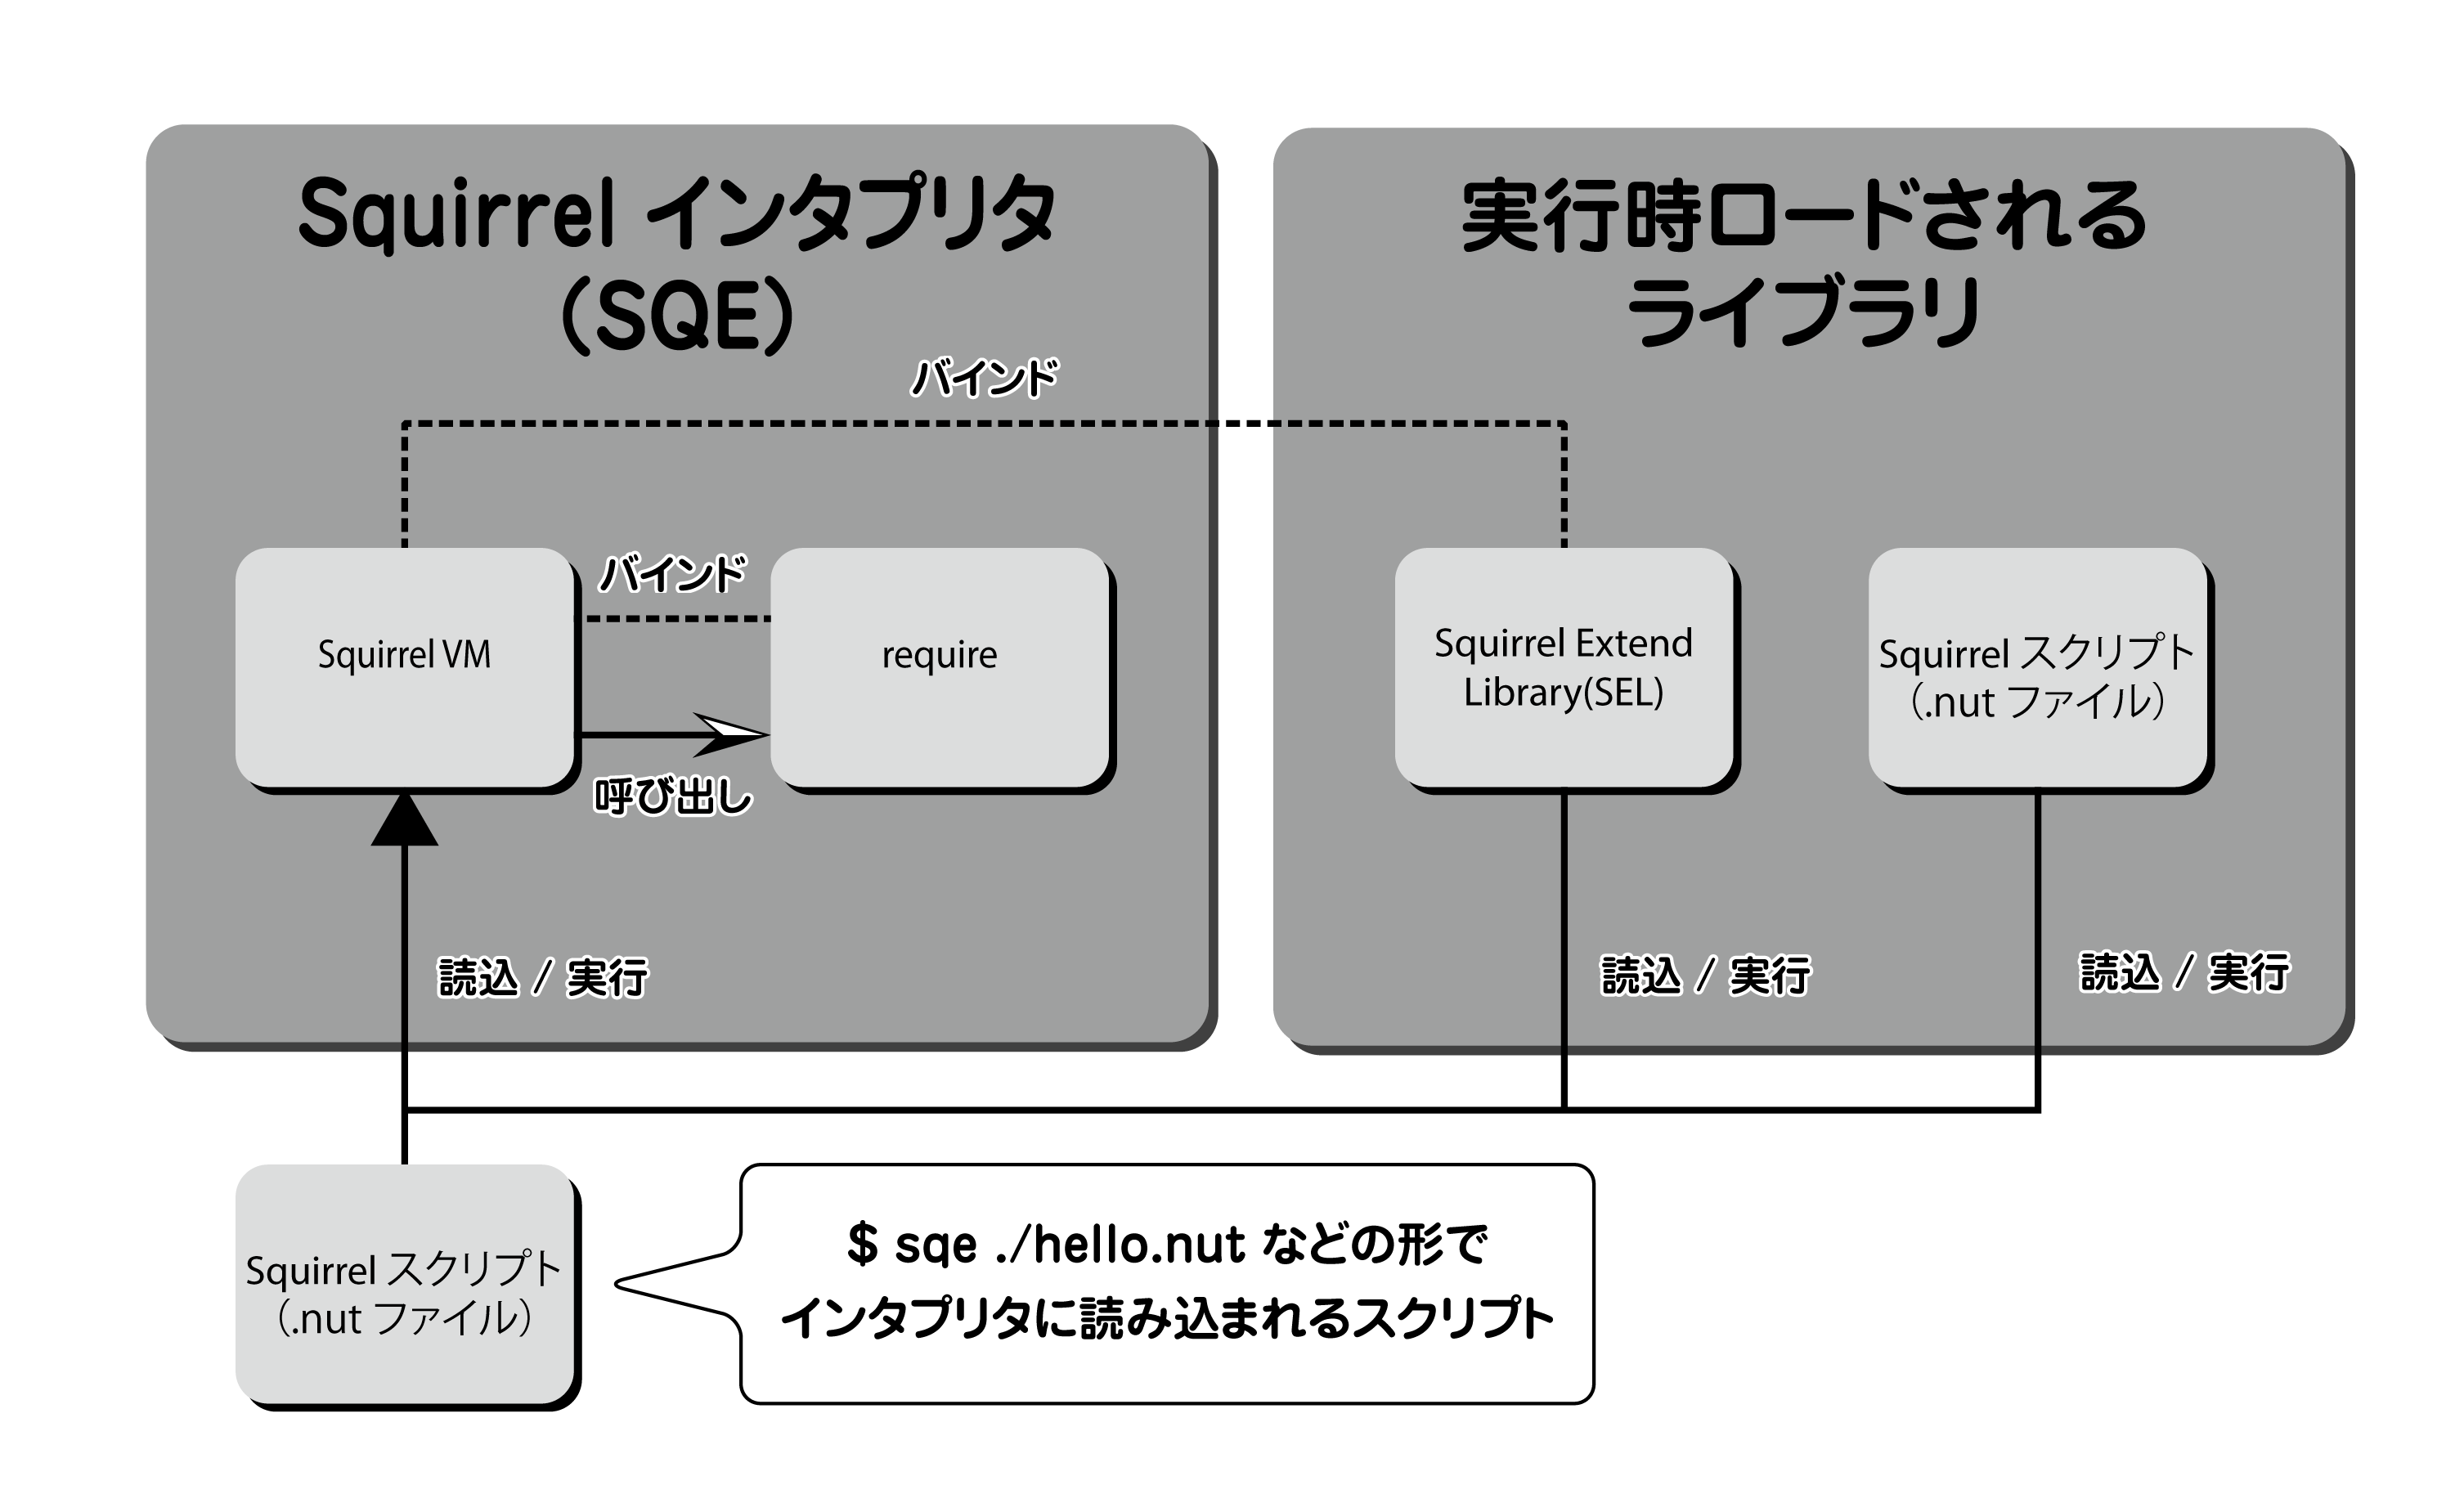 Squirrel インタプリタ
(SQE)
実行時ロードされる
ライブラリ
バインド
バインド
Squirrel VM
require
Squirrel Extend
Library(SEL)
Squirrel スクリプト
(.nut ファイル)
呼び出し
読込 / 実行
読込 / 実行
読込 / 実行
Squirrel スクリプト
(.nut ファイル)
$ sqe ./hello.nut などの形で
インタプリタに読み込まれるスクリプト